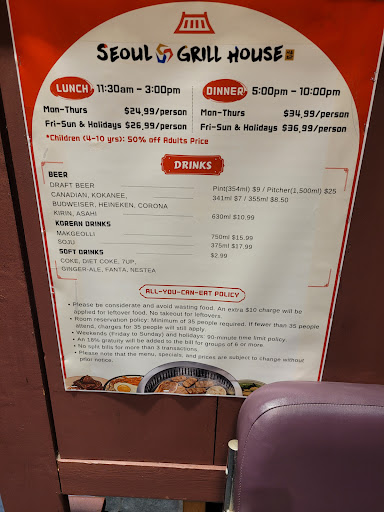 SEOUL GRILL HOUSE
LUNCH 11:30am – 3:00pm
Mon-Thurs $24,99/person
Fri-Sun & Holidays $26,99/person
DINNER 5:00pm – 10:00pm
Mon-Thurs $34,99/person
Fri-Sun & Holidays $36,99/person
*Children (4-10 yrs): 50% off Adults Price
DRINKS
BEER
DRAFT BEER Pint(354ml) $9 / Pitcher(1,500ml) $25
CANADIAN, KOKANEE, 341ml $7 / 355ml $8.50
BUDWEISER, HEINEKEN, CORONA
KIRIN, ASAHI 630ml $10.99
KOREAN DRINKS
MAKGEOLLI 750ml $15.99
SOJU 375ml $17.99
SOFT DRINKS $2.99
COKE, DIET COKE, 7UP,
GINGER-ALE, FANTA, NESTEA
ALL-YOU-CAN-EAT POLICY
• Please be considerate and avoid wasting food. An extra $10 charge will be
applied for leftover food. No takeout for leftovers.
• Room reservation policy: Minimum of 35 people required. If fewer than 35 people
attend, charges for 35 people will still apply.
• Weekends (Friday to Sunday) and holidays: 90-minute time limit policy.
• An 18% gratuity will be added to the bill for groups of 6 or more.
• No split bills for more than 3 transactions.
• Please note that the menu, specials, and prices are subject to change without
prior notice.